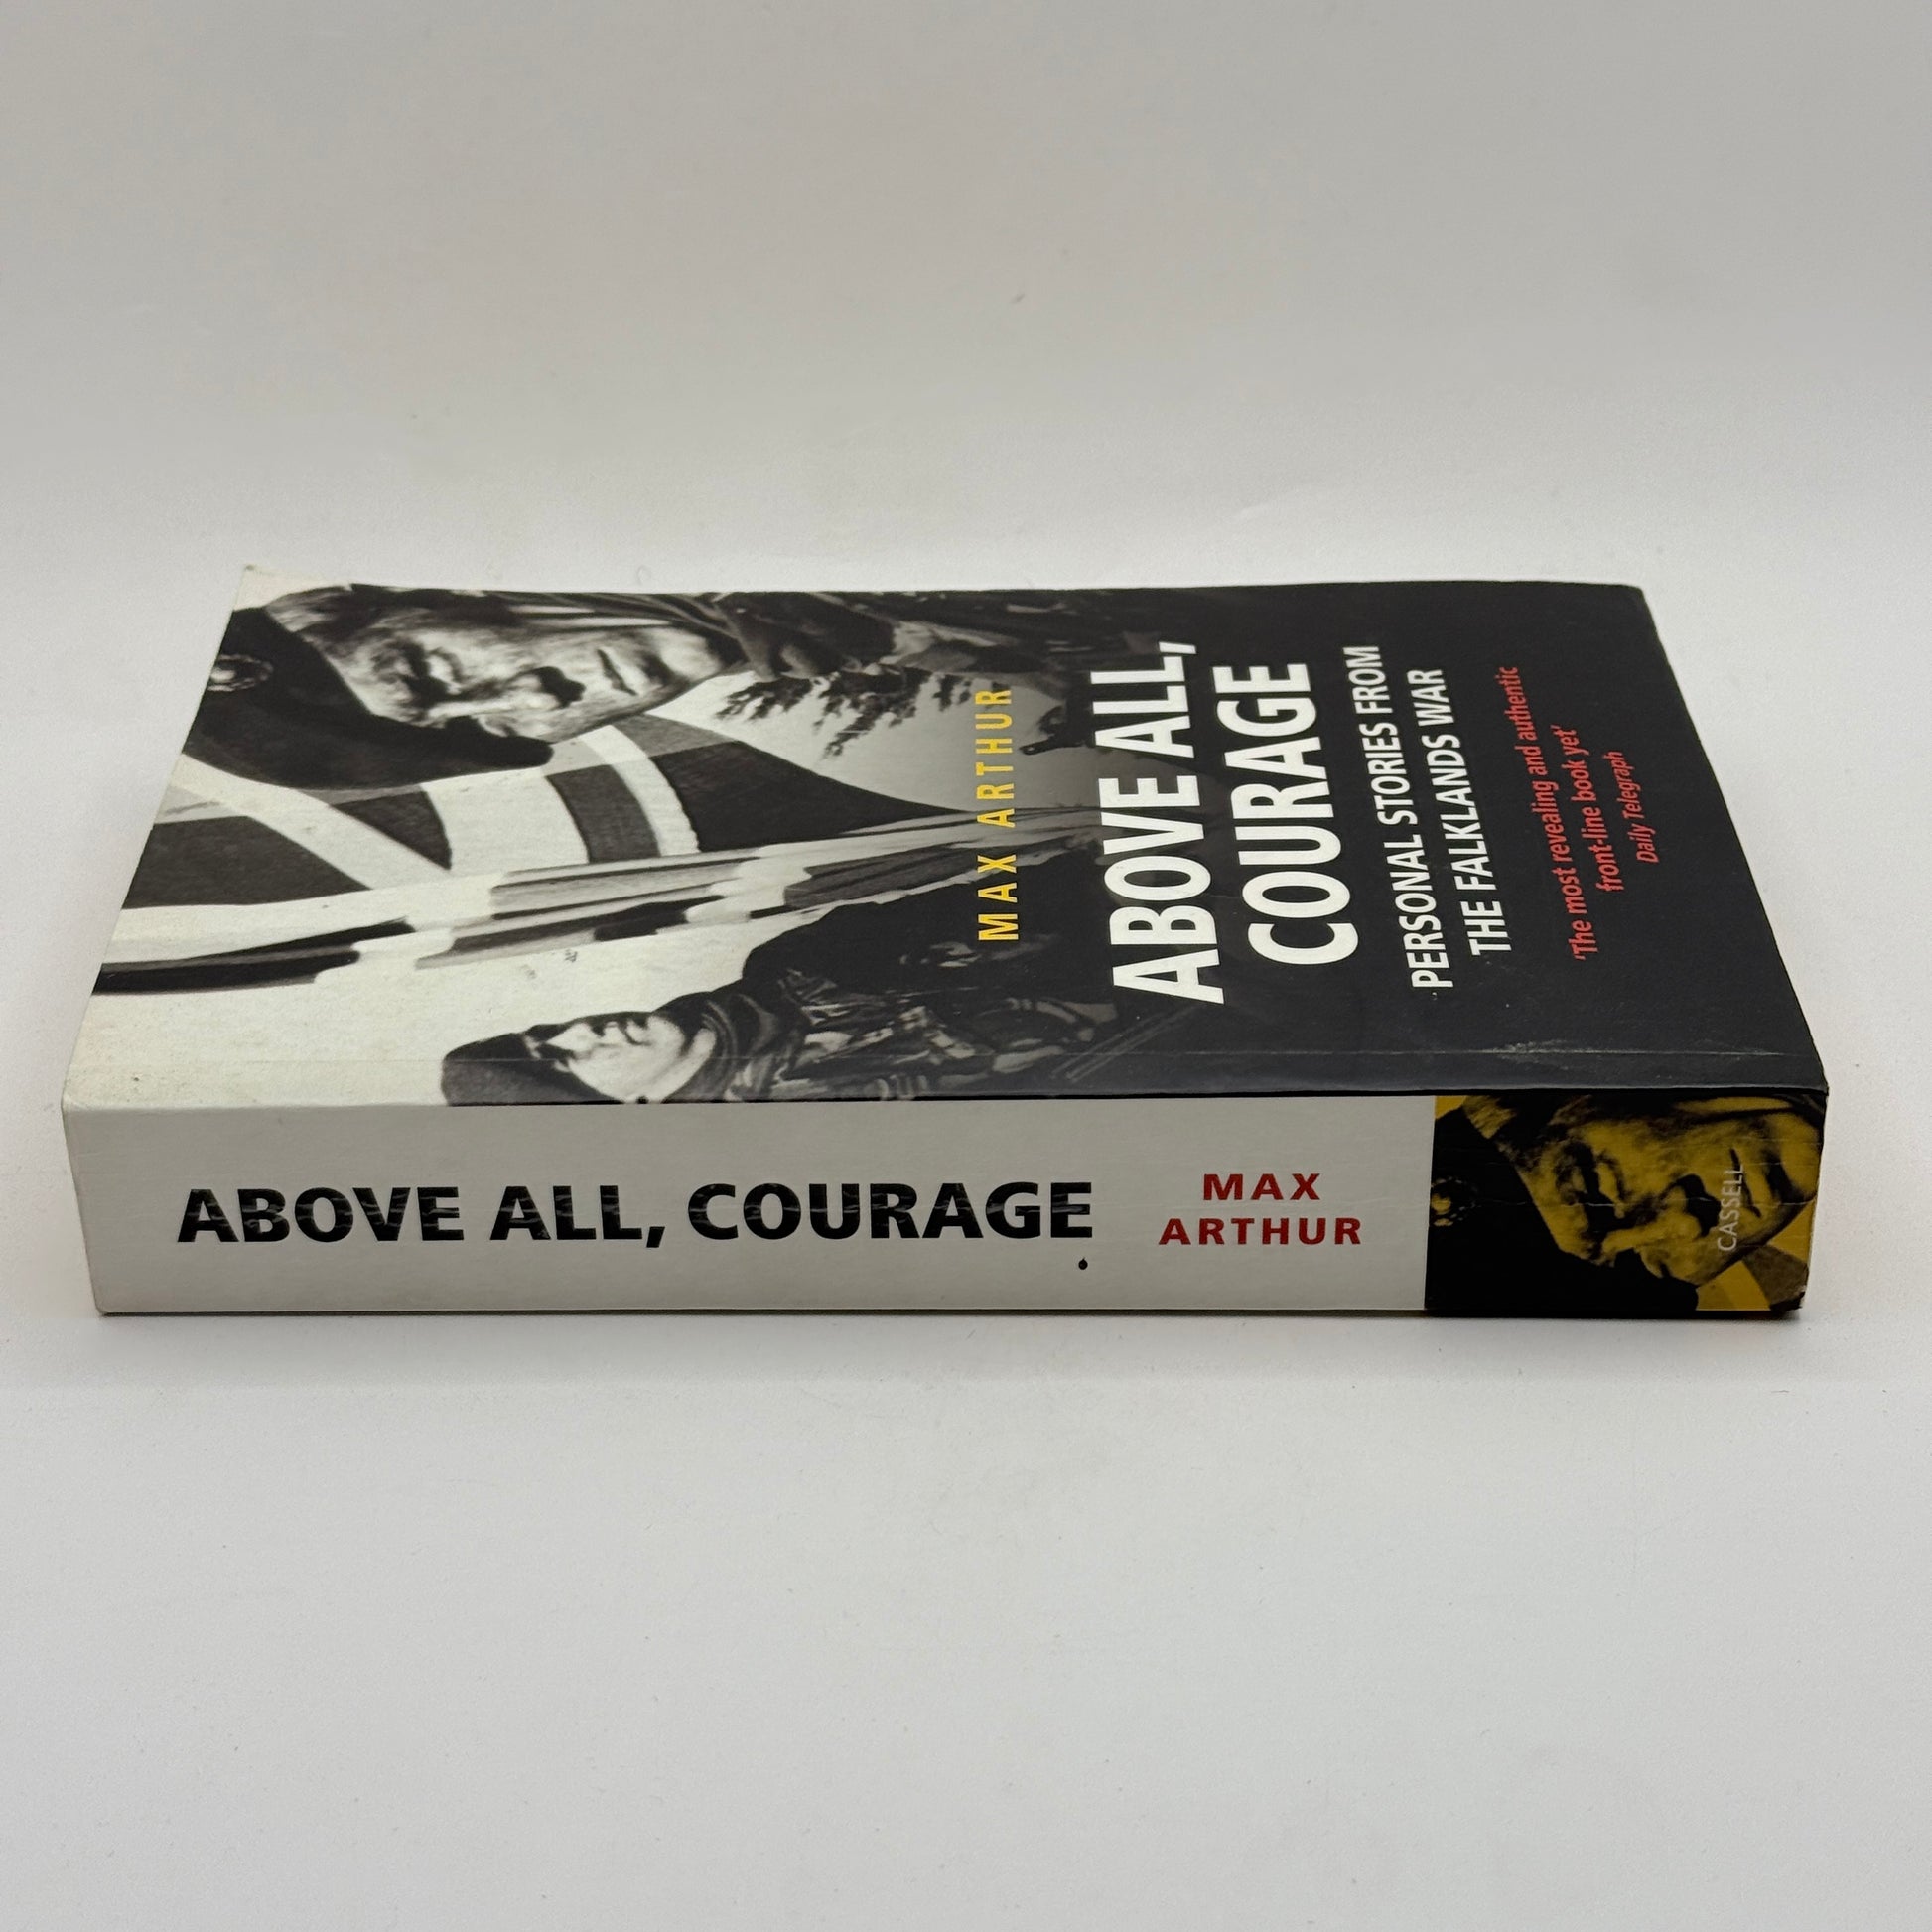 MAX ARTHUR
ABOVE ALL,
COURAGE
PERSONAL STORIES FROM
THE FALKLANDS WAR
'The most revealing and authentic
front-line book yet'
Daily Telegraph
ABOVE ALL, COURAGE
MAX
ARTHUR
CASSELL